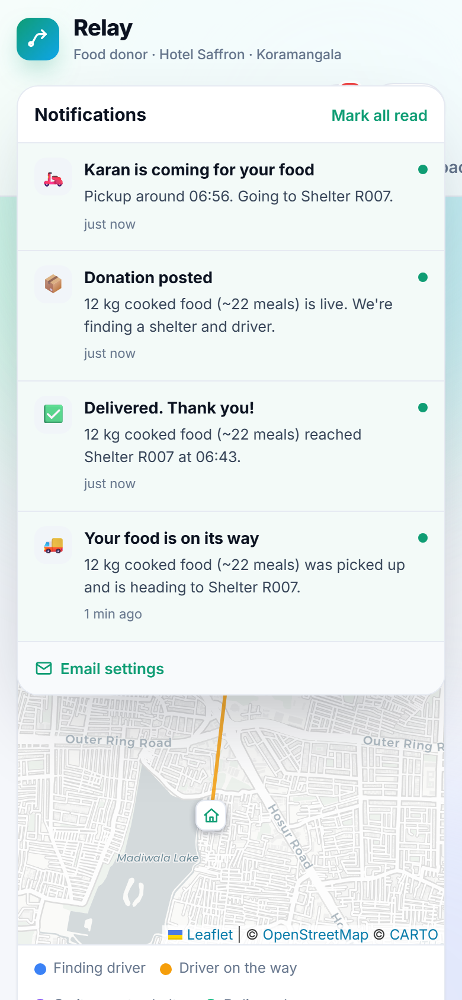 Relay
Food donor · Hotel Saffron · Koramangala
Notifications
Mark all read
Karan is coming for your food
Pickup around 06:56. Going to Shelter R007.
just now
Donation posted
12 kg cooked food (~22 meals) is live. We're
finding a shelter and driver.
just now
Delivered. Thank you!
12 kg cooked food (~22 meals) reached
Shelter R007 at 06:43.
just now
Your food is on its way
12 kg cooked food (~22 meals) was picked up
and is heading to Shelter R007.
1 min ago
Email settings
Outer Ring Road
Outer Ring R
Hosur Road
Madiwala Lake
Leaflet | © OpenStreetMap © CARTO
Finding driver
Driver on the way